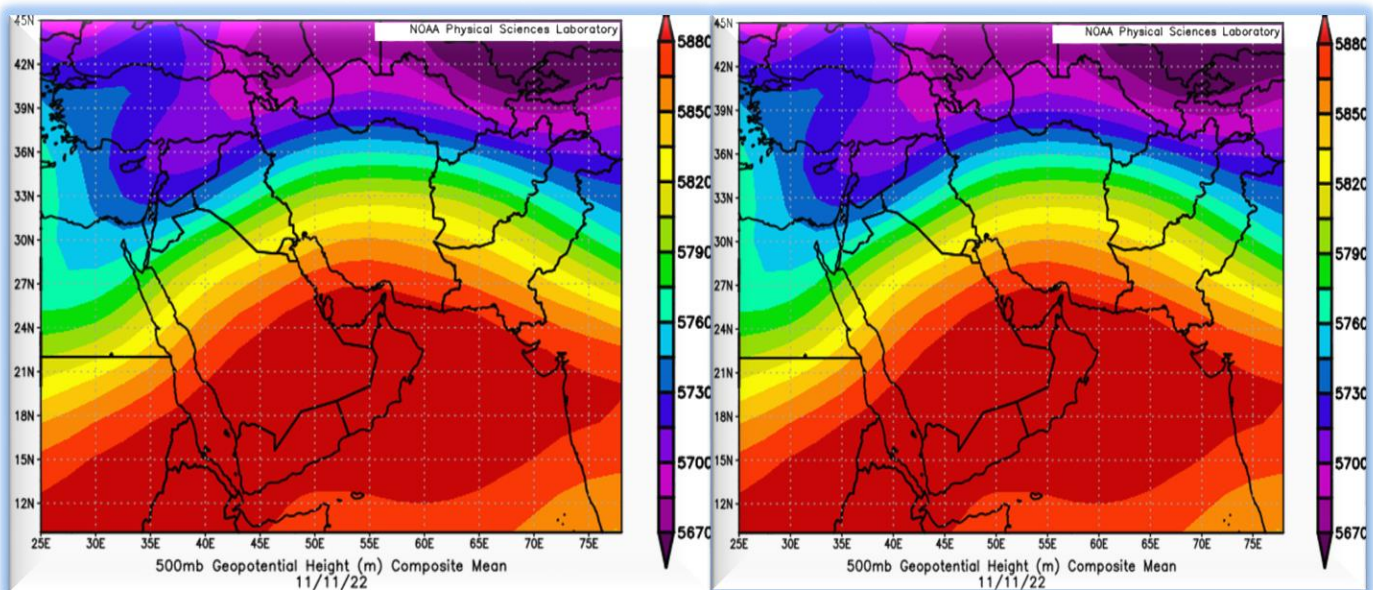 NOAA Physical Sciences Laboratory
45N
42N
39N
36N
33N
30N
27N
24N
21N
18N
15N
12N
25E 30E 35E 40E 45E 50E 55E 60E 65E 70E 75E
5880
5850
5820
5790
5760
5730
5700
5670
500mb Geopotential Height (m) Composite Mean
11/11/22
NOAA Physical Sciences Laboratory
45N
42N
39N
36N
33N
30N
27N
24N
21N
18N
15N
12N
25E 30E 35E 40E 45E 50E 55E 60E 65E 70E 75E
5880
5850
5820
5790
5760
5730
5700
5670
500mb Geopotential Height (m) Composite Mean
11/11/22